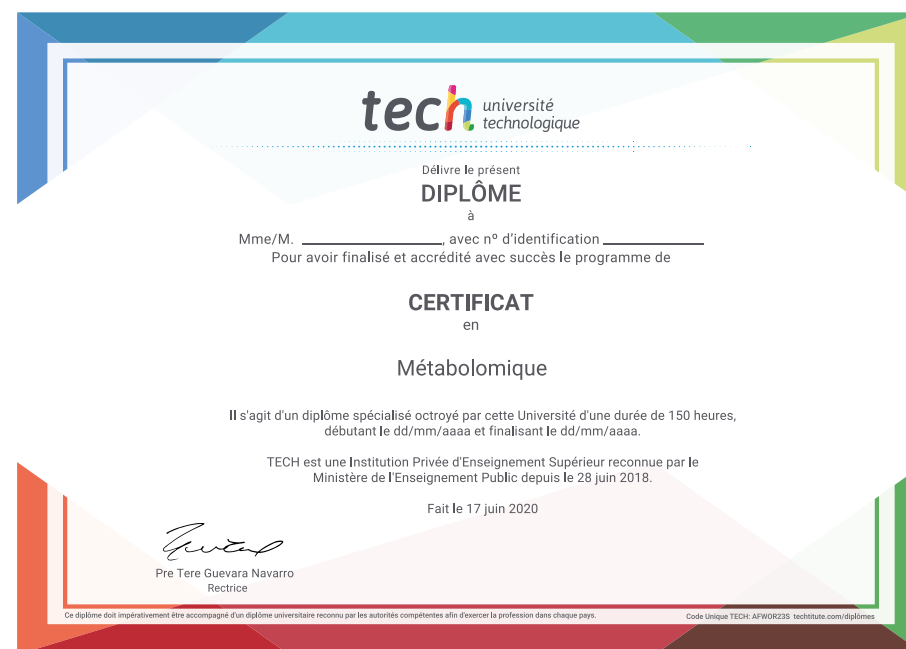 tech université
technologique
Délivre le présent
DIPLÔME
à
Mme/M. ____________________, avec nº d'identification ______________
Pour avoir finalisé et accrédité avec succès le programme de
CERTIFICAT
en
Métabolomique
Il s'agit d'un diplôme spécialisé octroyé par cette Université d'une durée de 150 heures,
débutant le dd/mm/aaaa et finalisant le dd/mm/aaaa.
TECH est une Institution Privée d'Enseignement Supérieur reconnue par le
Ministère de l'Enseignement Public depuis le 28 juin 2018.
Fait le 17 juin 2020
Pre Tere Guevara Navarro
Rectrice
Ce diplôme doit impérativement être accompagné d'un diplôme universitaire reconnu par les autorités compétentes afin d'exercer la profession dans chaque pays.
Code Unique TECH: AFWOR23S techtitute.com/diplômes